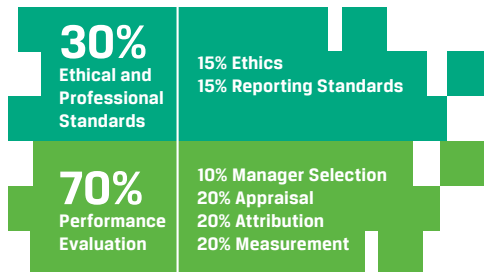 30%
Ethical and
Professional
Standards
15% Ethics
15% Reporting Standards
70%
Performance
Evaluation
10% Manager Selection
20% Appraisal
20% Attribution
20% Measurement